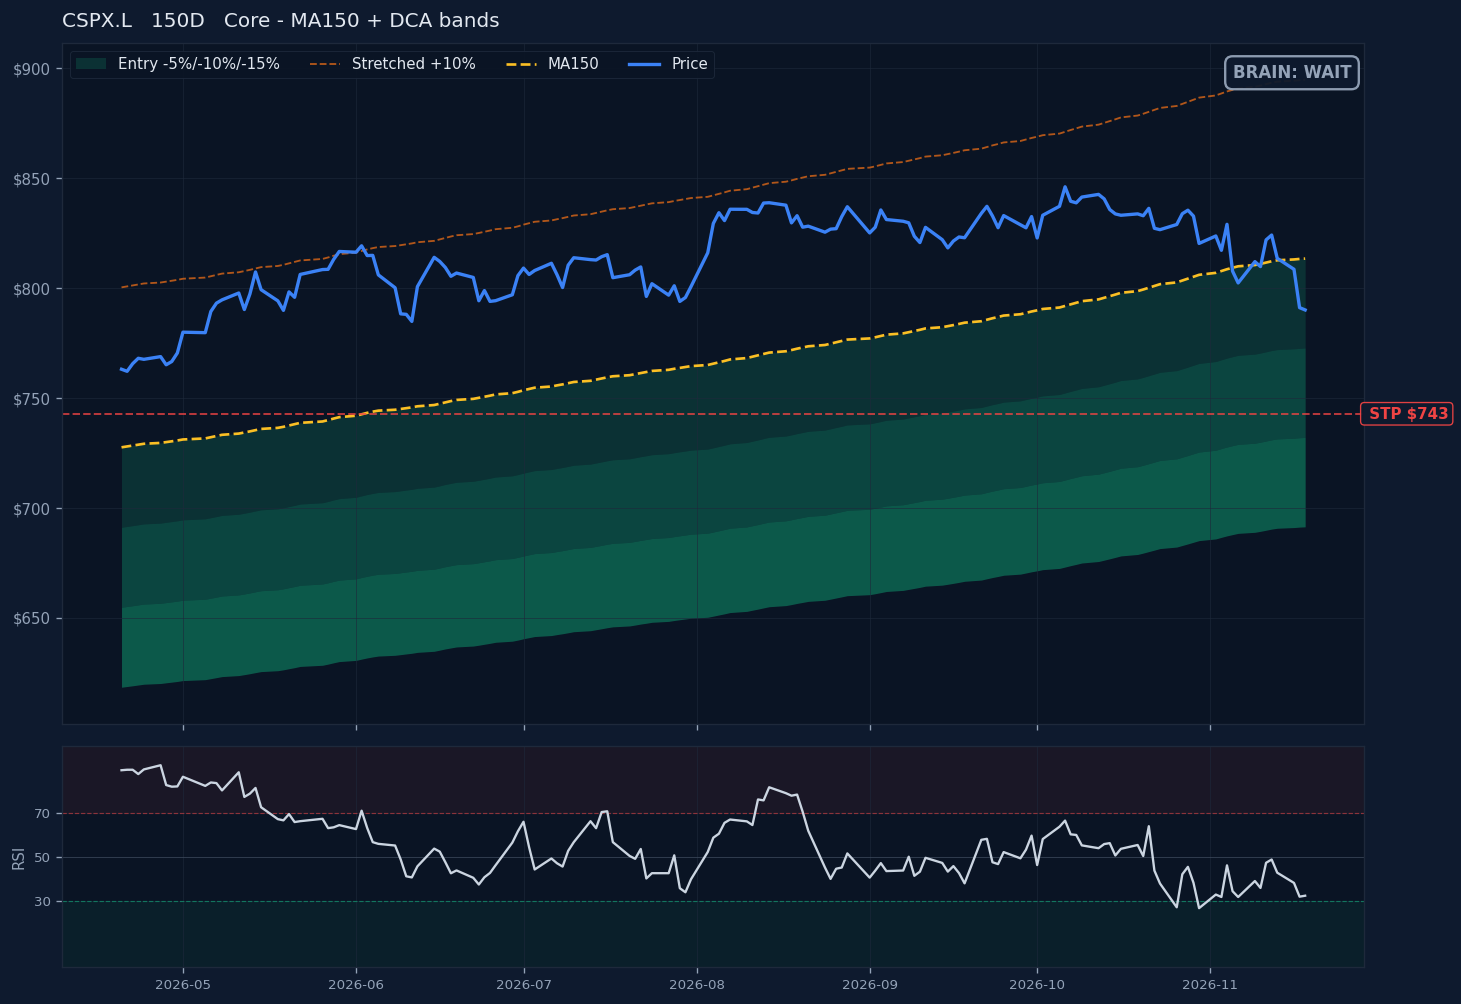 CSPX.L   150D   Core - MA150 + DCA bands
Entry -5%/-10%/-15%
Stretched +10%
MA150
Price
BRAIN: WAIT
$900
$850
$800
$750
$700
$650
STP $743
70
50
30
RSI
2026-05
2026-06
2026-07
2026-08
2026-09
2026-10
2026-11